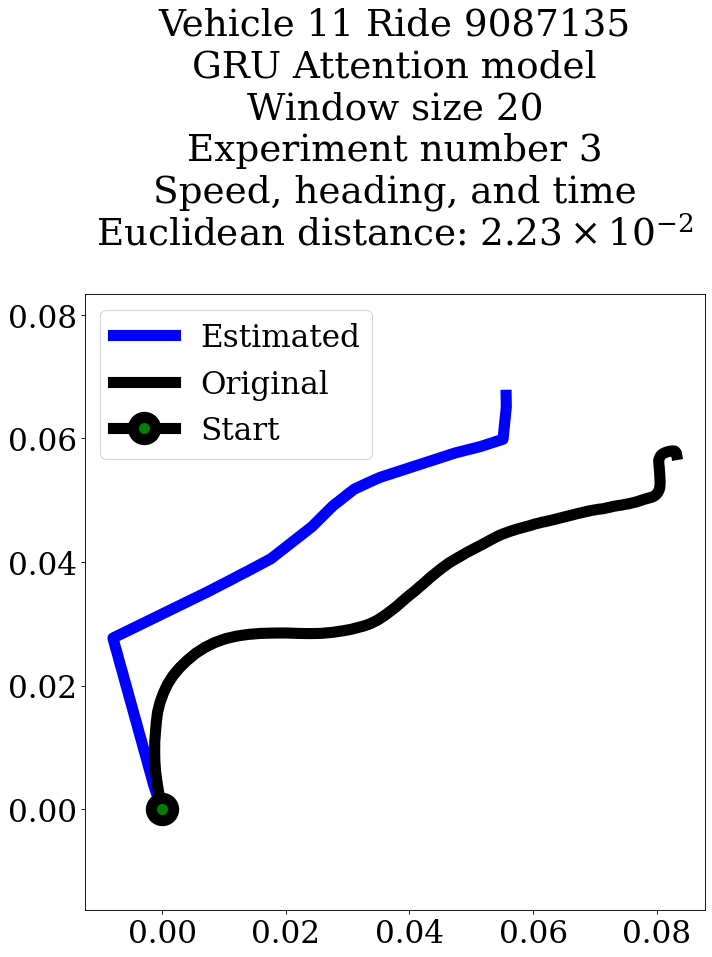 Vehicle 11 Ride 9087135
GRU Attention model
Window size 20
Experiment number 3
Speed, heading, and time
Euclidean distance: 2.23 × 10⁻²
Estimated
Original
Start
0.08
0.06
0.04
0.02
0.00
0.00 0.02 0.04 0.06 0.08